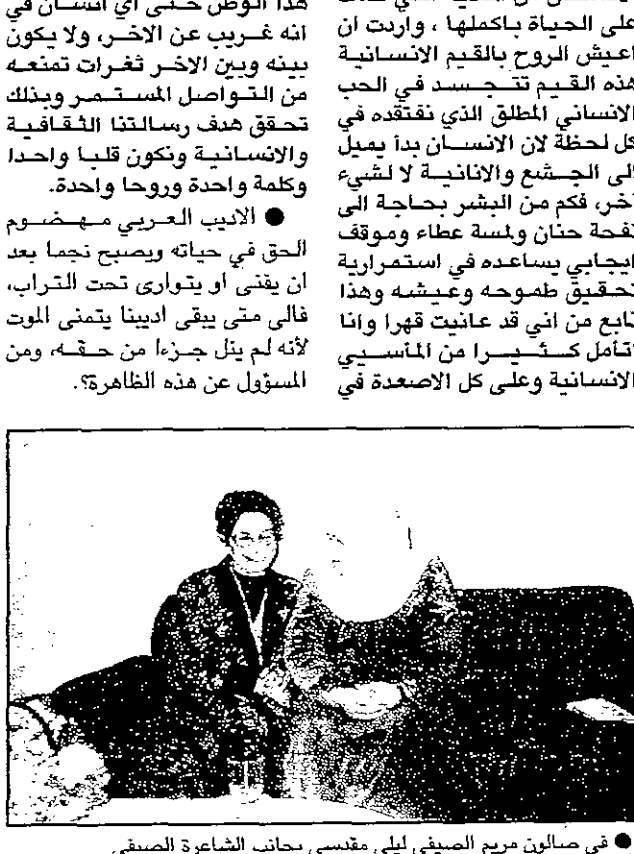 هذا الوطن حتى اي انسان في
انه غريب عن الاخر، ولا يكون
بينه وبين الاخر ثغرات تمنعه
من التواصل المستمر وبذلك
تحقق هدف رسالتنا الثقافية
والانسانية ونكون قلبا واحدا
وكلمة واحدة وروحا واحدة.
● الاديب العربي مهضوم
الحق في حياته ويصبح نجما بعد
ان يفنى او يتوارى تحت التراب،
فالى متى يبقى اديبنا يتمنى الموت
لأنه لم ينل جزءا من حقه، ومن
المسؤول عن هذه الظاهرة؟.
على الحياة باكملها ، واردت ان
اعيش الروح بالقيم الانسانية
هذه القيم تتجسد في الحب
الانساني المطلق الذي نفتقده في
كل لحظة لان الانسان بدأ يميل
الى الجشع والانانية لا لشيء
آخر، فكم من البشر بحاجة الى
نفحة حنان ولمسة عطاء وموقف
ايجابي يساعده في استمرارية
تحقيق طموحه وعيشه وهذا
نابع من اني قد عانيت قهرا وانا
اتأمل كثيرا من المآسيي
الانسانية وعلى كل الاصعدة في
● في صالون مريم الصيفي ليلى مقدسي بجانب الشاعرة الصيفي